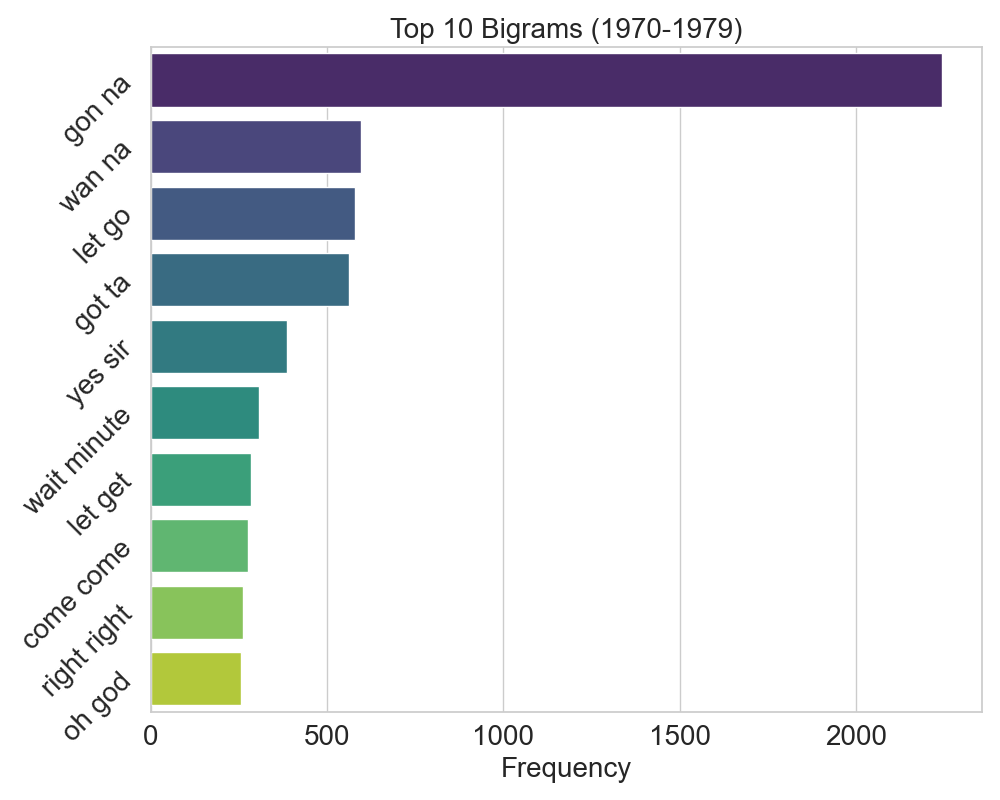 Top 10 Bigrams (1970-1979)
gon na
wan na
let go
got ta
yes sir
wait minute
let get
come come
right right
oh god
0 500 1000 1500 2000
Frequency